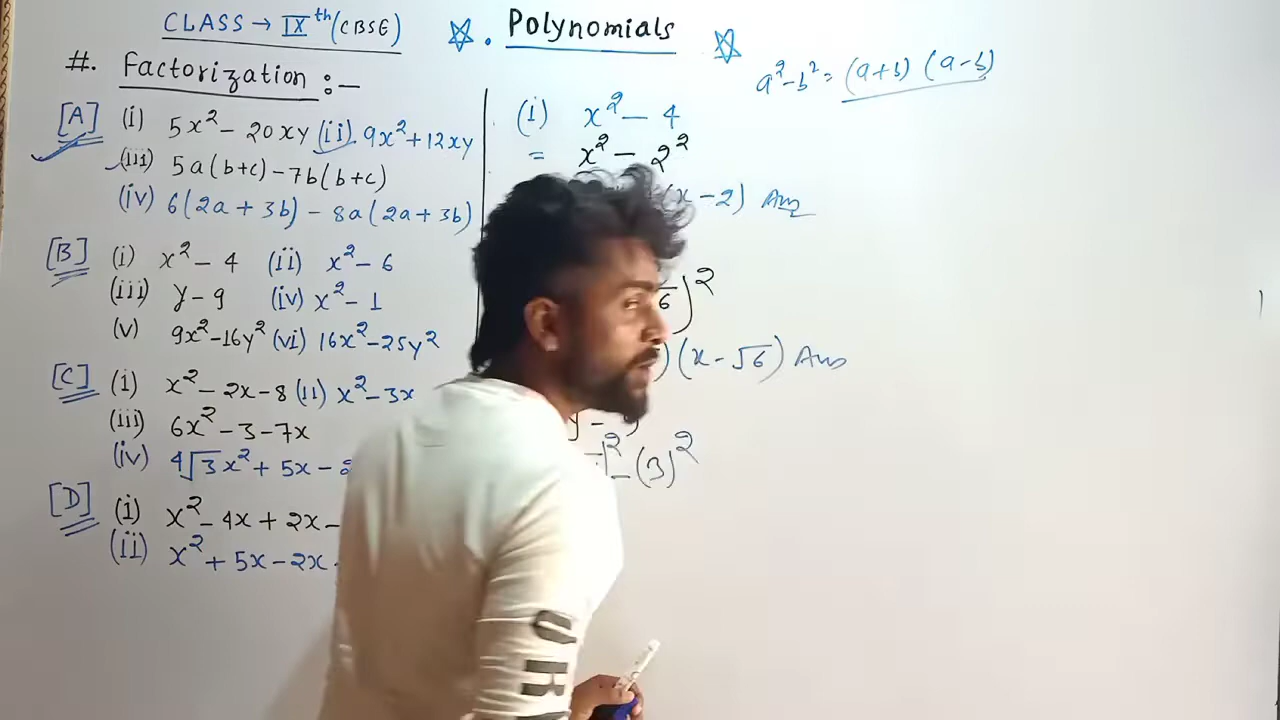 CLASS → IXth (CBSE)
Polynomials
#. Factorization :—
a² - b² = (a+b) (a-b)
[A] (i) 5x² - 20xy (ii). 9x² + 12xy
(iii) 5a(b+c) - 7b(b+c)
(iv) 6(2a + 3b) - 8a(2a + 3b)
[B] (i) x² - 4 (ii) x² - 6
(iii) y - 9 (iv) x² - 1
(v) 9x² - 16y² (vi) 16x² - 25y²
[C] (i) x² - 2x - 8 (ii) x² - 3x
(iii) 6x² - 3 - 7x
(iv) 4√3x² + 5x -
[D] (i) x² - 4x + 2x -
(ii) x² + 5x - 2x
(i) x² - 4
= x² - 2²
(x-2) Ans
6)²
)(x - √6) Ans
y -
)² - (3)²
UR